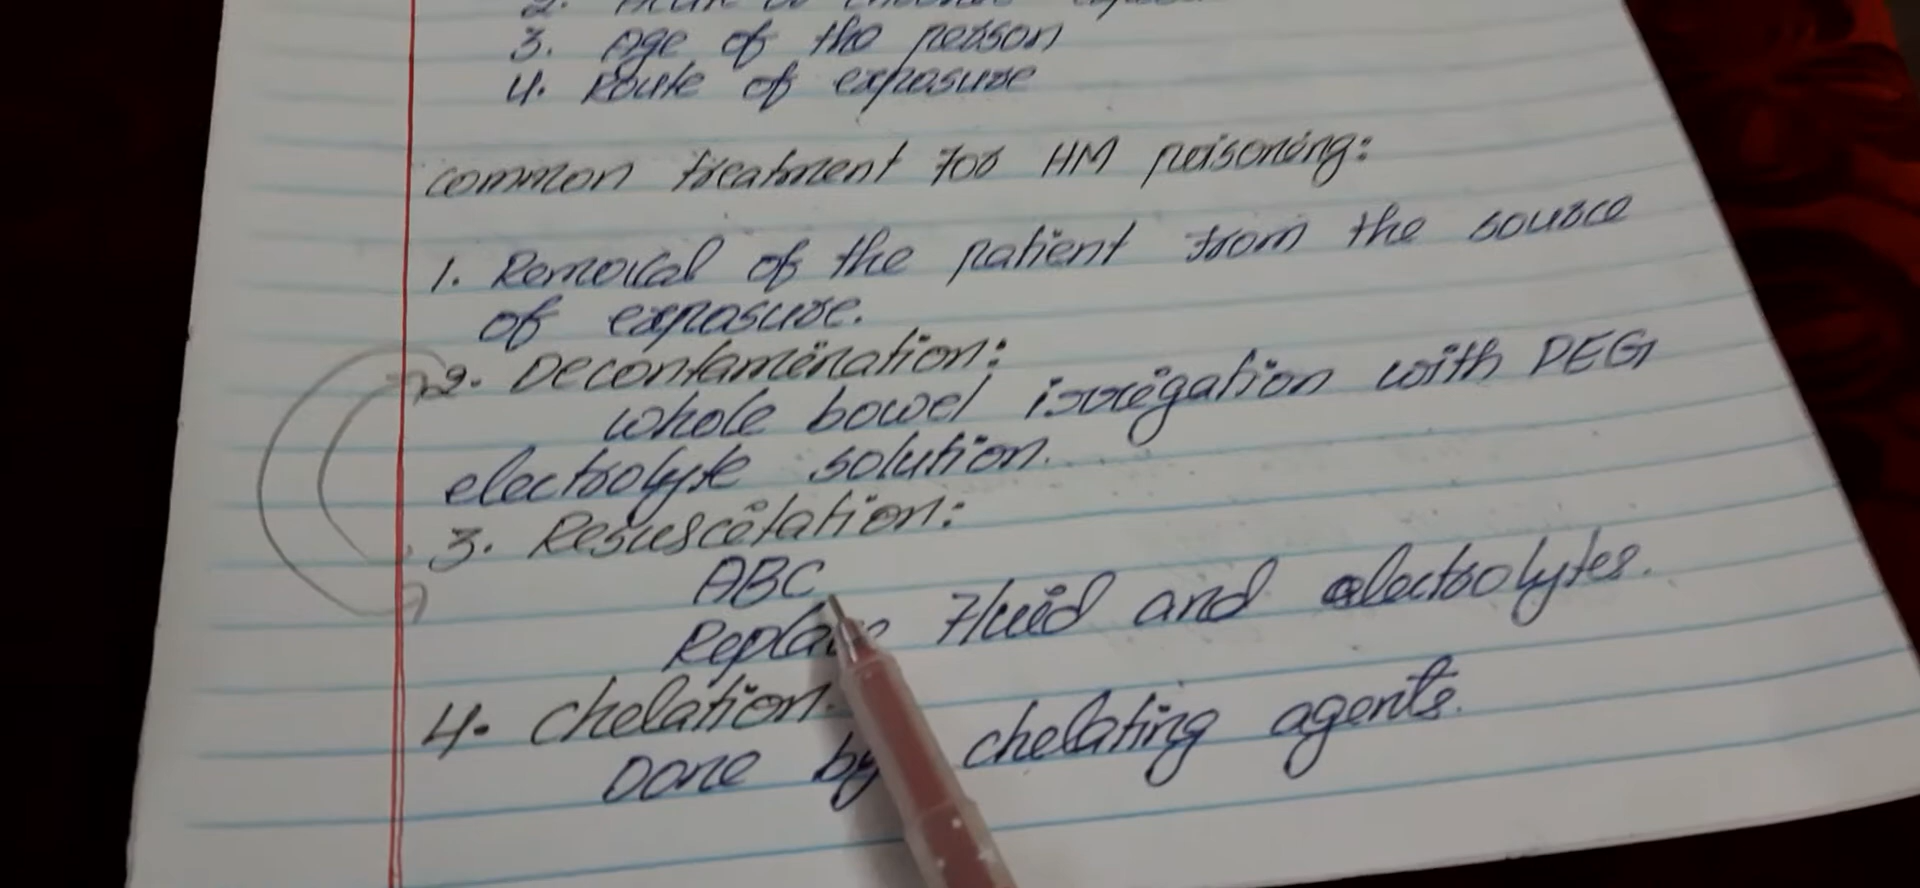 3. Age of the person
4. Route of exposure
common treatment for HM poisoning:
1. Removal of the patient from the source
of exposure.
2. Decontamination:
whole bowel irrigation with PEG
electrolyte solution.
3. Resuscitation:
ABC
Replace Fluid and electrolytes.
4. chelation.
Done by chelating agents.